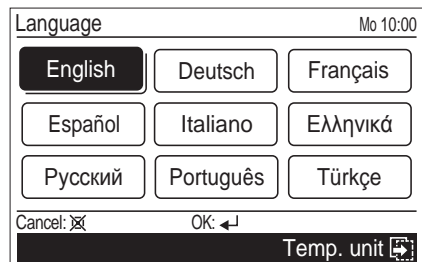 Language Mo 10:00
English Deutsch Français
Español Italiano Ελληνικά
Русский Português Türkçe
Cancel: OK:
Temp. unit